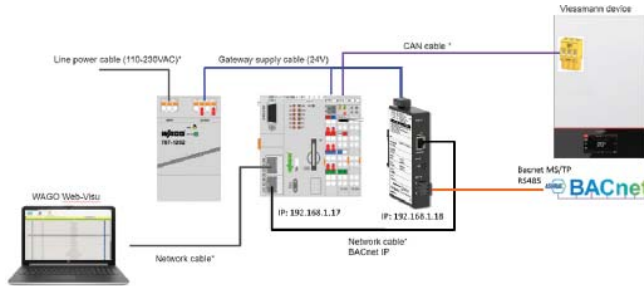 Viessmann device
CAN cable *
Line power cable (110-230VAC)*
Gateway supply cable (24V)
WAGO
787-1202
Bacnet MS/TP
RS485
BACnet
WAGO Web-Visu
IP: 192.168.1.17
IP: 192.168.1.18
Network cable*
Network cable*
BACnet IP